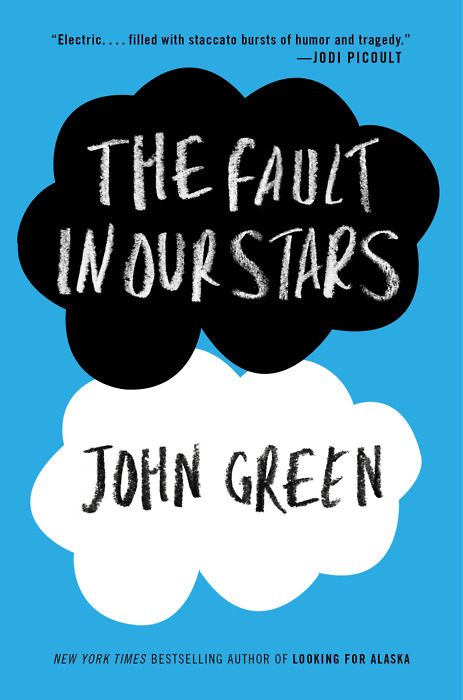 “Electric. . . . filled with staccato bursts of humor and tragedy.”
—JODI PICOULT
THE FAULT
IN OUR STARS
JOHN GREEN
NEW YORK TIMES BESTSELLING AUTHOR OF LOOKING FOR ALASKA